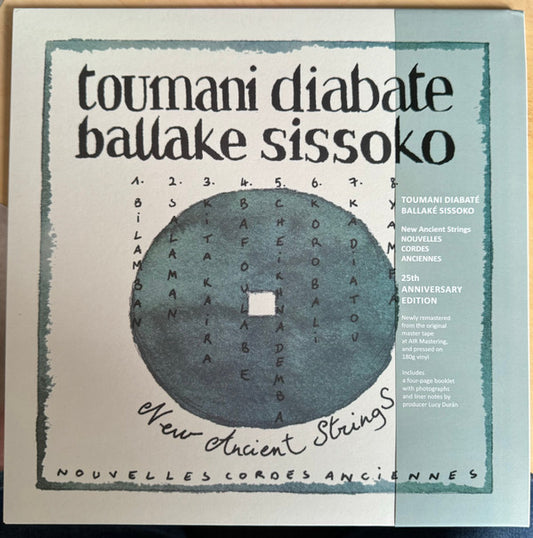 toumani diabate
ballake sissoko
1. BILAMBAN
2. SALAMAN
3. KITA KAIRA
4. BAFOULABE
5. CHEIKHNA DEMBA
6. KOROBALI
7. KADIATOU
8.
New Ancient Strings
NOUVELLES CORDES ANCIENNES
TOUMANI DIABATÉ
BALLAKÉ SISSOKO
New Ancient Strings
NOUVELLES
CORDES
ANCIENNES
25th
ANNIVERSARY
EDITION
Newly remastered
from the original
master tape
at AIR Mastering,
and pressed on
180g vinyl
Includes
a four-page booklet
with photographs
and liner notes by
producer Lucy Durán